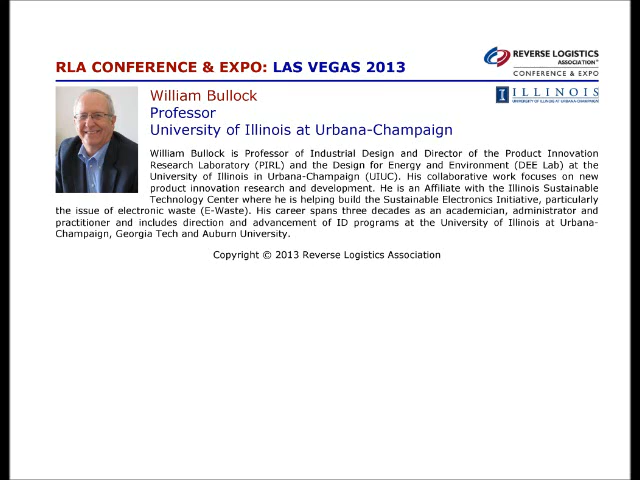 RLA CONFERENCE & EXPO: LAS VEGAS 2013
REVERSE LOGISTICS
ASSOCIATION
CONFERENCE & EXPO
ILLINOIS
UNIVERSITY OF ILLINOIS AT URBANA-CHAMPAIGN
William Bullock
Professor
University of Illinois at Urbana-Champaign
William Bullock is Professor of Industrial Design and Director of the Product Innovation
Research Laboratory (PIRL) and the Design for Energy and Environment (DEE Lab) at the
University of Illinois in Urbana-Champaign (UIUC). His collaborative work focuses on new
product innovation research and development. He is an Affiliate with the Illinois Sustainable
Technology Center where he is helping build the Sustainable Electronics Initiative, particularly
the issue of electronic waste (E-Waste). His career spans three decades as an academician, administrator and
practitioner and includes direction and advancement of ID programs at the University of Illinois at Urbana-
Champaign, Georgia Tech and Auburn University.
Copyright © 2013 Reverse Logistics Association